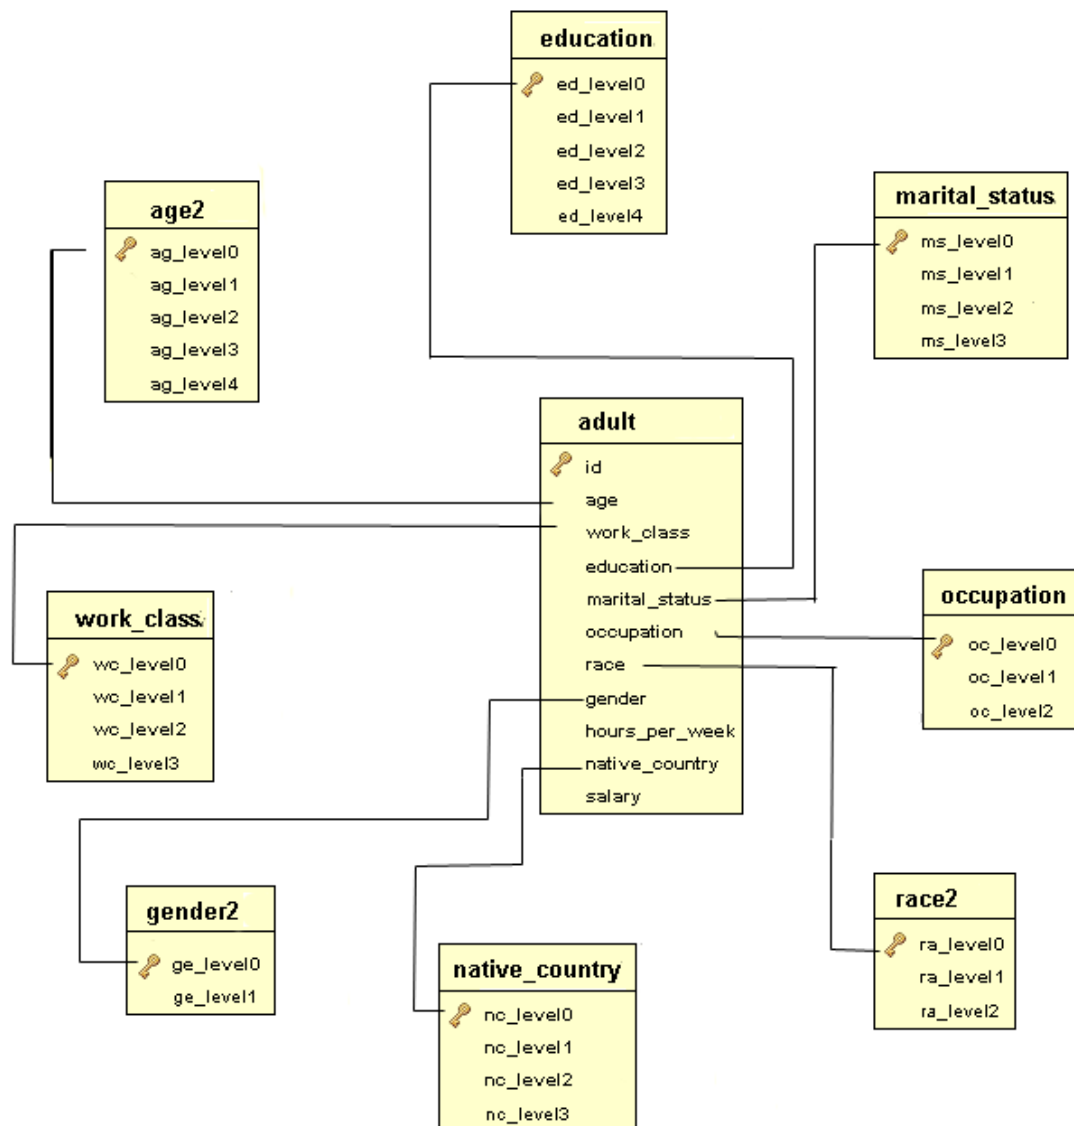 education
ed_level0
ed_level1
ed_level2
ed_level3
ed_level4
age2
ag_level0
ag_level1
ag_level2
ag_level3
ag_level4
marital_status
ms_level0
ms_level1
ms_level2
ms_level3
adult
id
age
work_class
education
marital_status
occupation
race
gender
hours_per_week
native_country
salary
work_class
wc_level0
wc_level1
wc_level2
wc_level3
occupation
oc_level0
oc_level1
oc_level2
gender2
ge_level0
ge_level1
native_country
nc_level0
nc_level1
nc_level2
nc_level3
race2
ra_level0
ra_level1
ra_level2